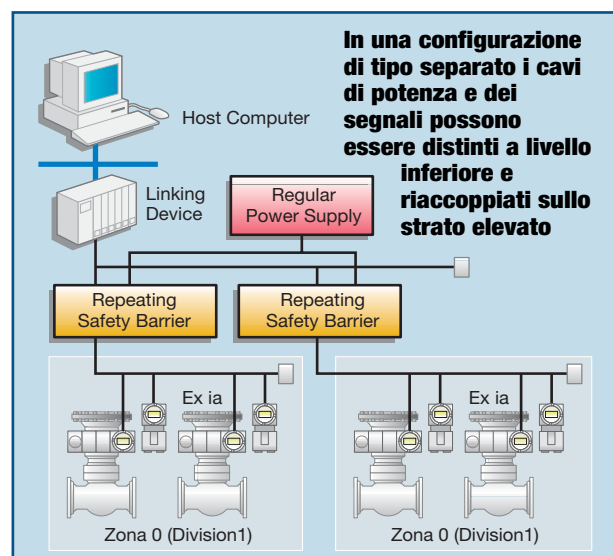 In una configurazione
di tipo separato i cavi
di potenza e dei
segnali possono
essere distinti a livello
inferiore e
riaccoppiati sullo
strato elevato
Host Computer
Linking
Device
Regular
Power Supply
Repeating
Safety Barrier
Repeating
Safety Barrier
Ex ia
Ex ia
Zona 0 (Division1)
Zona 0 (Division1)